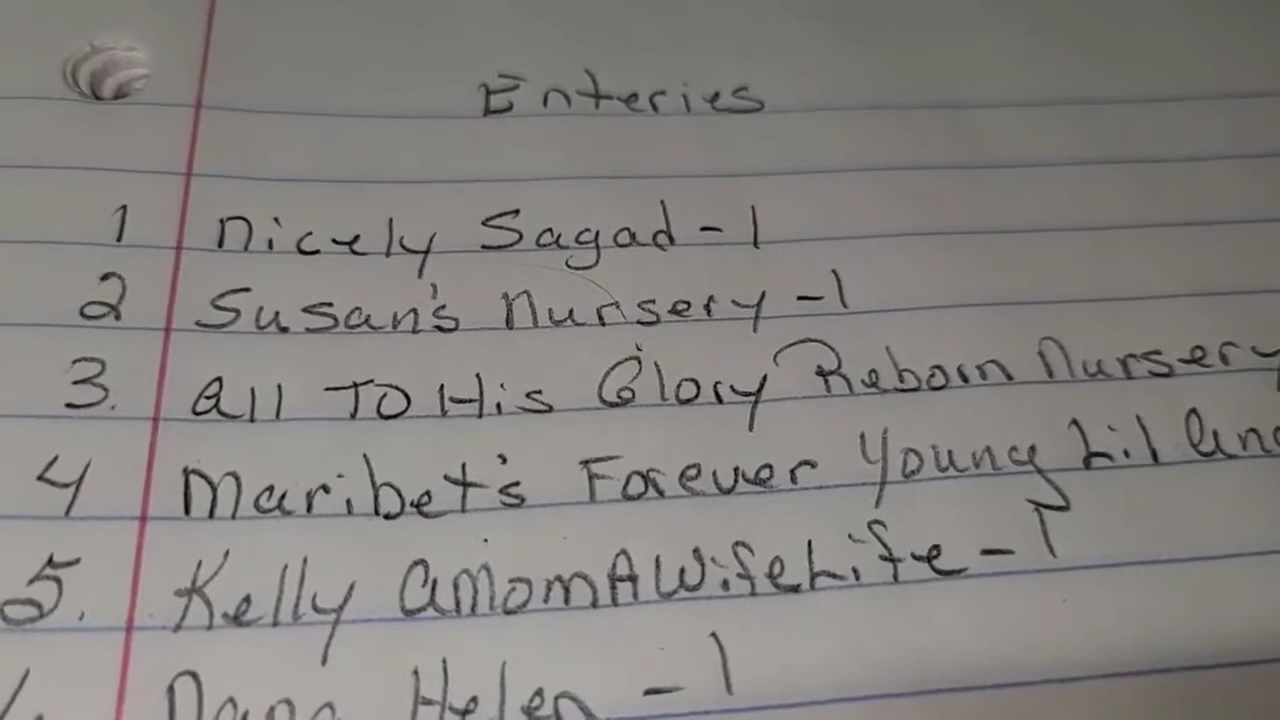 Enteries
1 Nicely Sagad - 1
2 Susan's Nursery - 1
3. All To His Glory Reborn Nursery
4 Maribet's Forever Young Lil
5. Kelly AMomAWifeLife - 1
Helen - 1